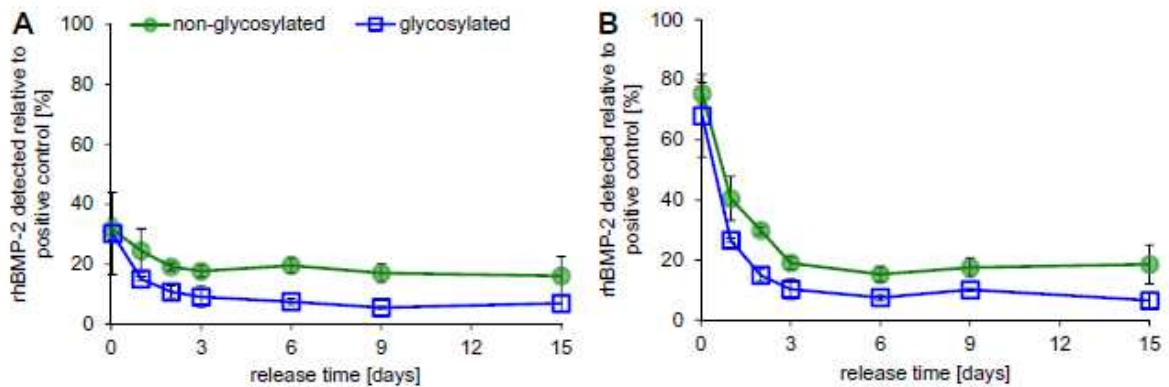 A
non-glycosylated
glycosylated
rhBMP-2 detected relative to
positive control [%]
100
80
60
40
20
0
0
3
6
9
12
15
release time [days]
B
rhBMP-2 detected relative to
positive control [%]
100
80
60
40
20
0
0
3
6
9
12
15
release time [days]